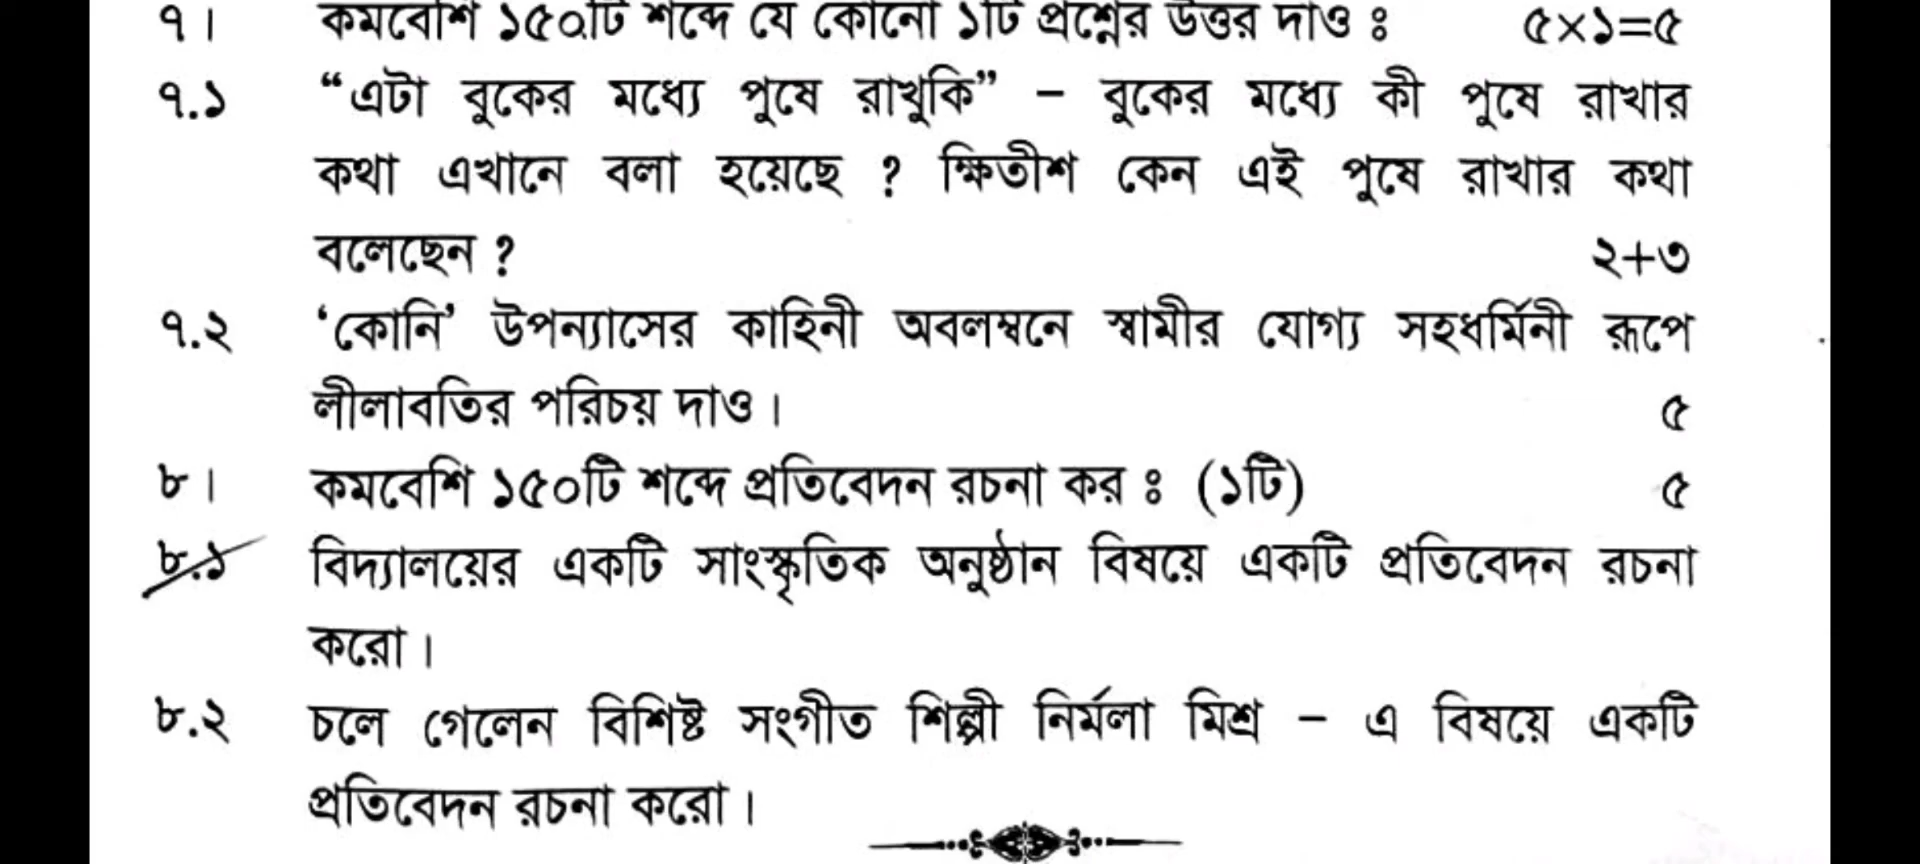 ৭। কমবেশি ১৫০টি শব্দে যে কোনো ১টি প্রশ্নের উত্তর দাও ঃ ৫×১=৫
৭.১ “এটা বুকের মধ্যে পুষে রাখুকি” – বুকের মধ্যে কী পুষে রাখার
কথা এখানে বলা হয়েছে ? ক্ষিতীশ কেন এই পুষে রাখার কথা
বলেছেন ? ২+৩
৭.২ ‘কোনি’ উপন্যাসের কাহিনী অবলম্বনে স্বামীর যোগ্য সহধর্মিনী রূপে
লীলাবতির পরিচয় দাও। ৫
৮। কমবেশি ১৫০টি শব্দে প্রতিবেদন রচনা কর ঃ (১টি) ৫
৮.১ বিদ্যালয়ের একটি সাংস্কৃতিক অনুষ্ঠান বিষয়ে একটি প্রতিবেদন রচনা
করো।
৮.২ চলে গেলেন বিশিষ্ট সংগীত শিল্পী নির্মলা মিশ্র – এ বিষয়ে একটি
প্রতিবেদন রচনা করো।